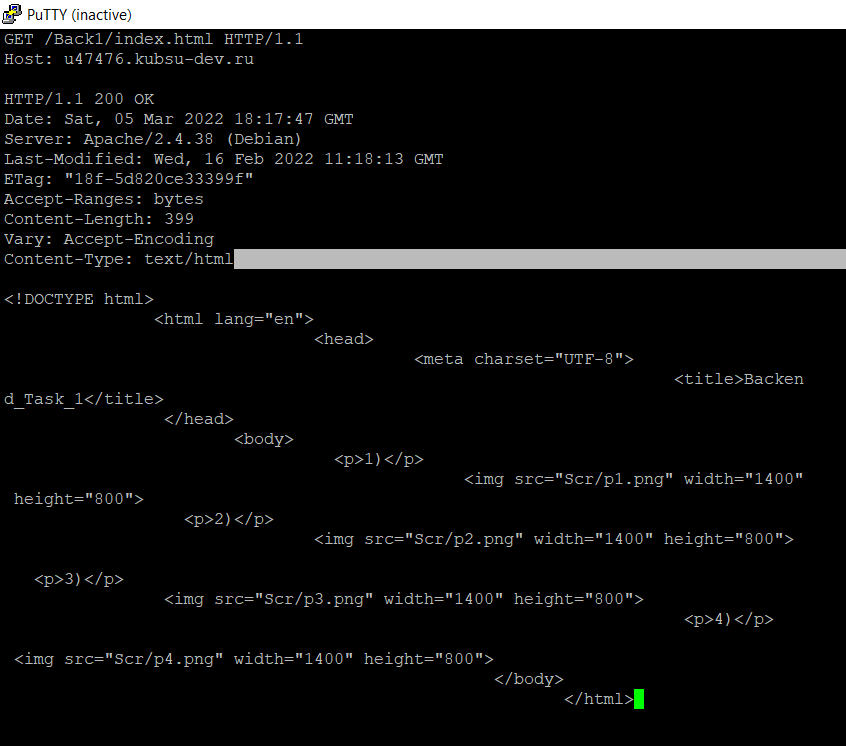 PuTTY (inactive)
GET /Back1/index.html HTTP/1.1
Host: u47476.kubsu-dev.ru
HTTP/1.1 200 OK
Date: Sat, 05 Mar 2022 18:17:47 GMT
Server: Apache/2.4.38 (Debian)
Last-Modified: Wed, 16 Feb 2022 11:18:13 GMT
ETag: "18f-5d820ce33399f"
Accept-Ranges: bytes
Content-Length: 399
Vary: Accept-Encoding
Content-Type: text/html
<!DOCTYPE html>
<html lang="en">
<head>
<meta charset="UTF-8">
<title>Backen
d_Task_1</title>
</head>
<body>
<p>1)</p>
<img src="Scr/p1.png" width="1400"
height="800">
<p>2)</p>
<img src="Scr/p2.png" width="1400" height="800">
<p>3)</p>
<img src="Scr/p3.png" width="1400" height="800">
<p>4)</p>
<img src="Scr/p4.png" width="1400" height="800">
</body>
</html>